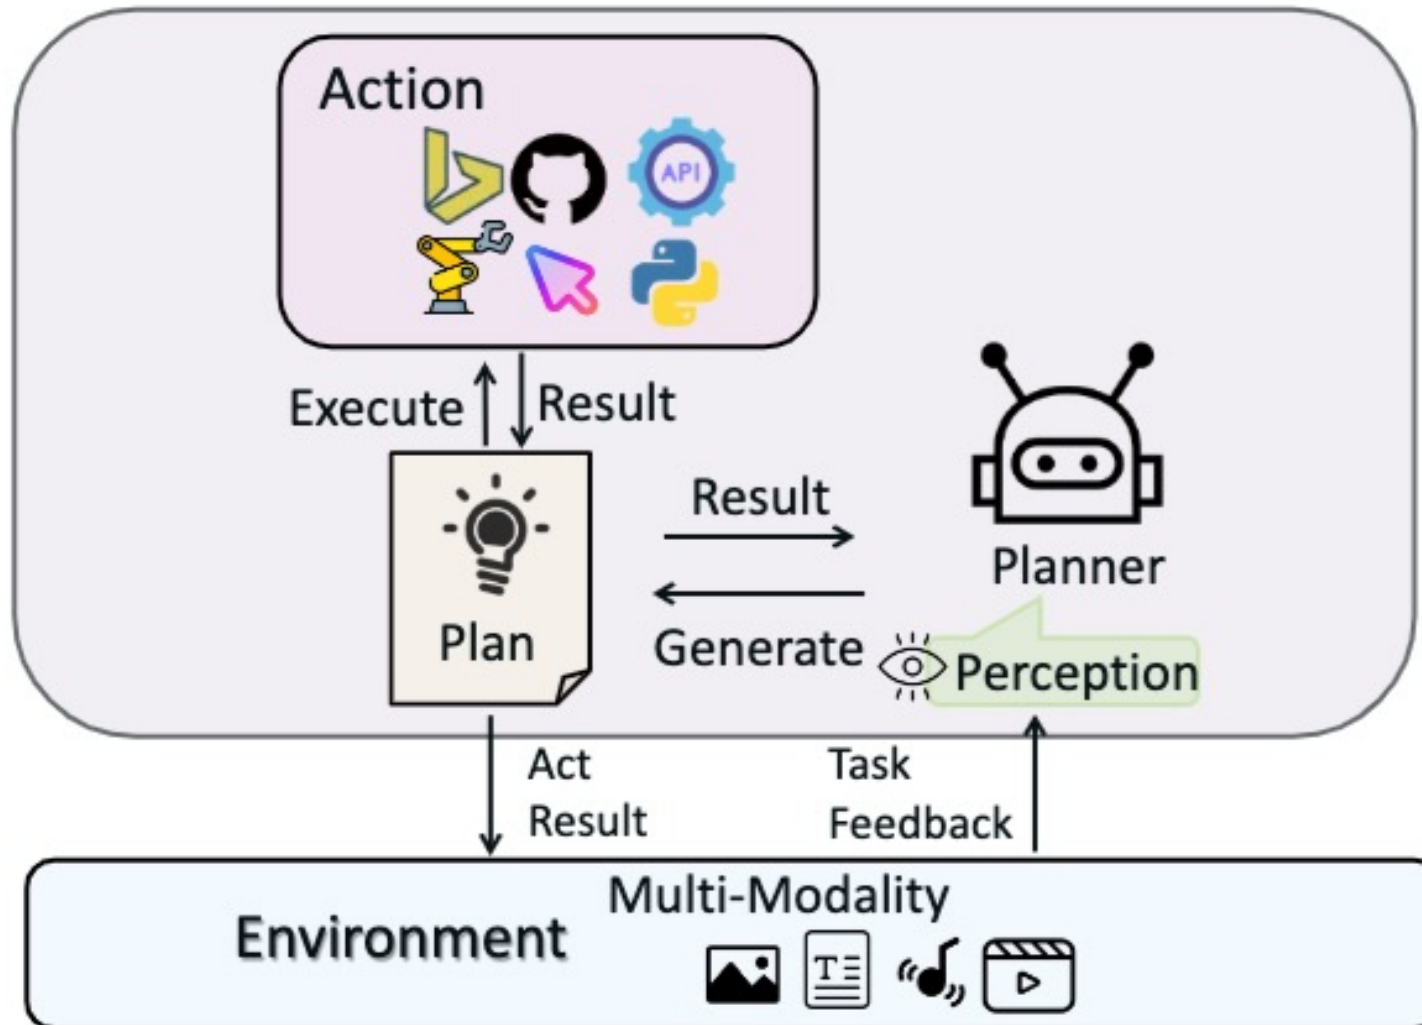 Action
API
Execute
Result
Result
Planner
Plan
Generate
Perception
Act
Result
Task
Feedback
Multi-Modality
Environment
T